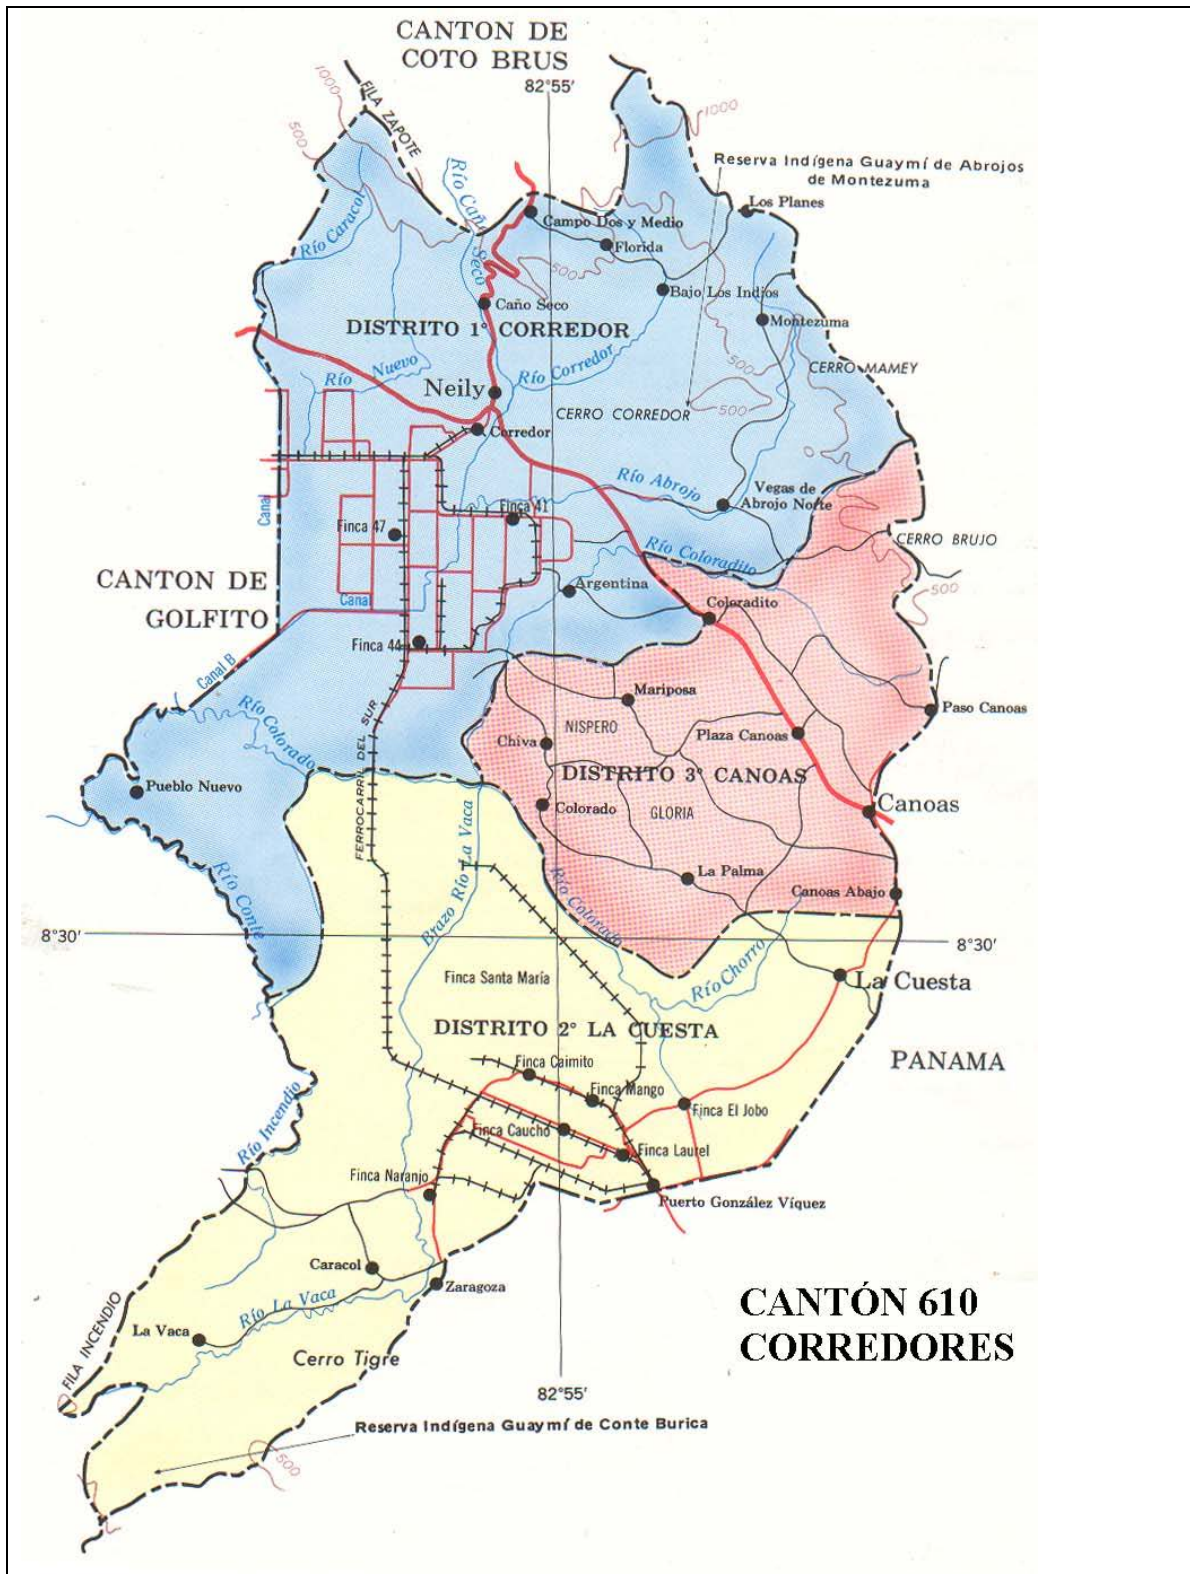 CANTON DE
COTO BRUS
82°55'
1000
FILA ZAPOTE
500
1000
Reserva Indígena Guaymí de Abrojos
de Montezuma
Río Caño
Seco
Río Caracol
Los Planes
Campo Dos y Medio
Florida
500
Bajo Los Indios
Caño Seco
Montezuma
DISTRITO 1° CORREDOR
Río Nuevo
Río Corredor
500
CERRO MAMEY
Neily
500
CERRO CORREDOR
Corredor
Río Abrojo
Vegas de
Abrojo Norte
Canal
Finca 47
Finca 41
CERRO BRUJO
Río Coloradito
CANTON DE
GOLFITO
Argentina
500
Canal
Coloradito
Finca 44
Canal B
Mariposa
Río Colorado
Paso Canoas
NISPERO
Chiva
Plaza Canoas
FERROCARRIL DEL SUR
DISTRITO 3° CANOAS
Pueblo Nuevo
Colorado
GLORIA
Canoas
La Palma
Canoas Abajo
Río Conte
Brazo Río La Vaca
Río Colorado
8°30'
8°30'
Finca Santa María
Río Chorro
La Cuesta
DISTRITO 2° LA CUESTA
PANAMA
Finca Caimito
Finca Mango
Finca El Jobo
Río Incendio
Finca Caucho
Finca Laurel
Finca Naranjo
Puerto González Víquez
Caracol
Zaragoza
Río La Vaca
La Vaca
FILA INCENDIO
Cerro Tigre
CANTÓN 610
CORREDORES
82°55'
Reserva Indígena Guaymí de Conte Burica
500